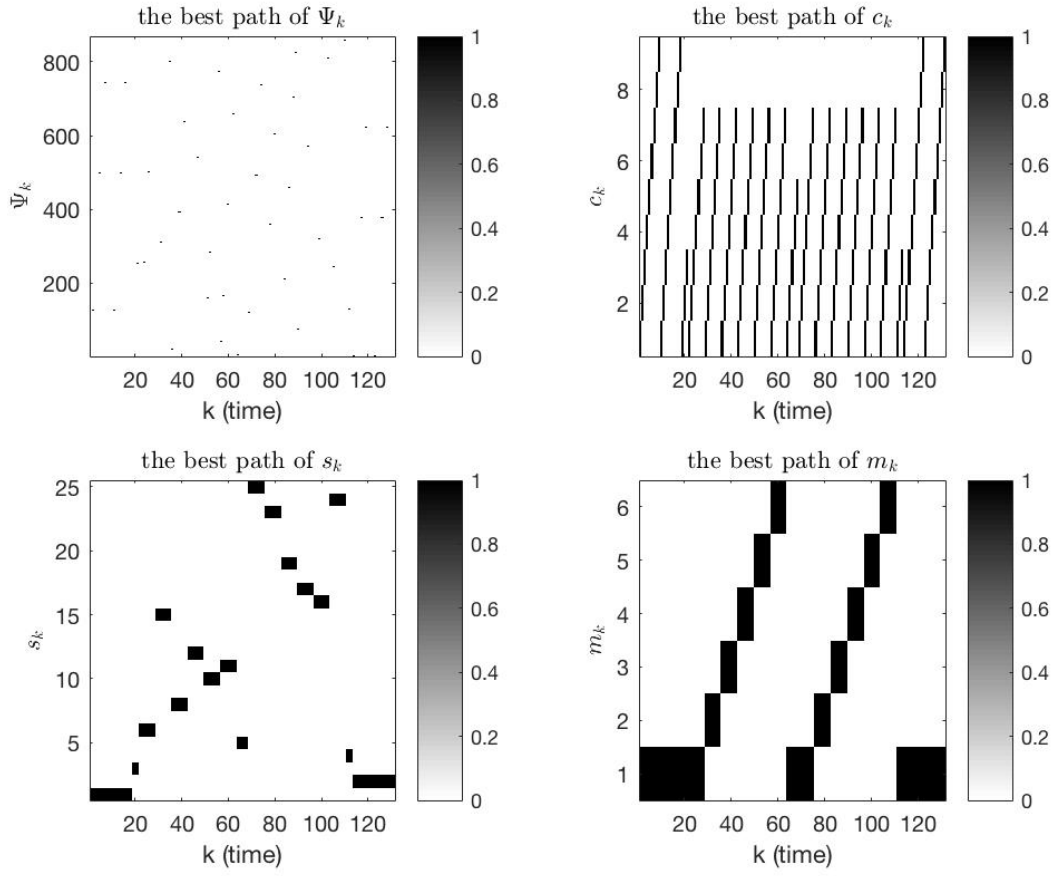 the best path of Ψ_k
800
600
400
200
Ψ_k
20 40 60 80 100 120
k (time)
1
0.8
0.6
0.4
0.2
0
the best path of c_k
8
6
4
2
c_k
20 40 60 80 100 120
k (time)
1
0.8
0.6
0.4
0.2
0
the best path of s_k
25
20
15
10
5
s_k
20 40 60 80 100 120
k (time)
1
0.8
0.6
0.4
0.2
0
the best path of m_k
6
5
4
3
2
1
m_k
20 40 60 80 100 120
k (time)
1
0.8
0.6
0.4
0.2
0